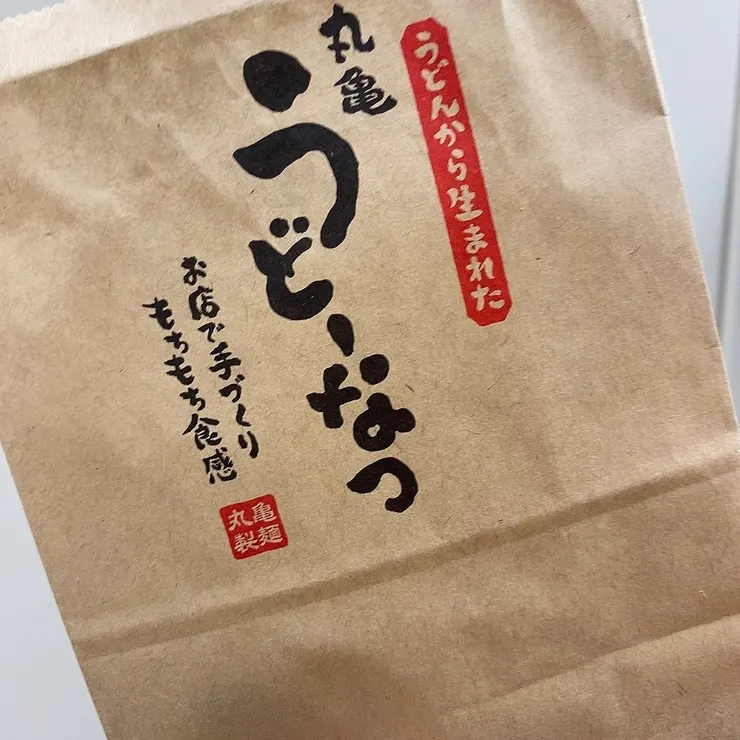 うどんから生まれた
丸亀
うどーなつ
お店で手づくり
もちもち食感
丸亀
製麺